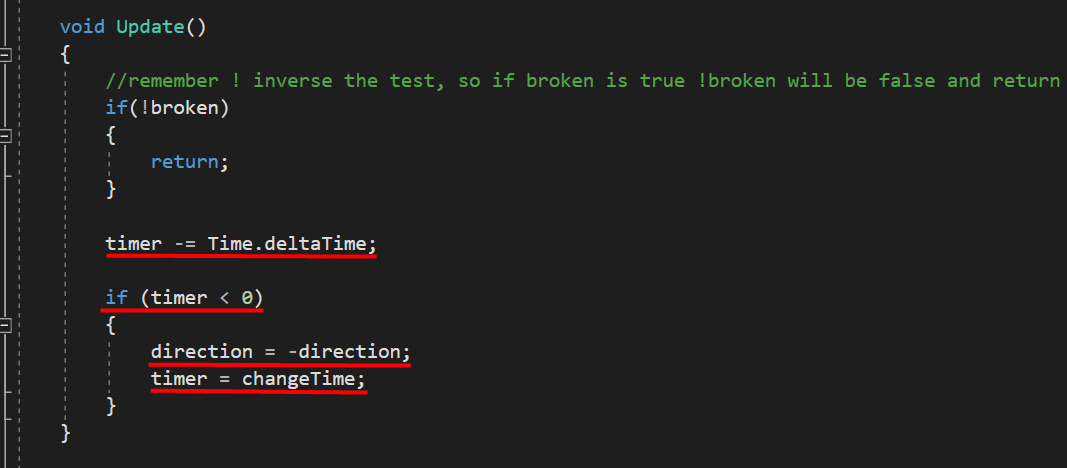 void Update()
{
//remember ! inverse the test, so if broken is true !broken will be false and return
if(!broken)
{
return;
}
timer -= Time.deltaTime;
if (timer < 0)
{
direction = -direction;
timer = changeTime;
}
}